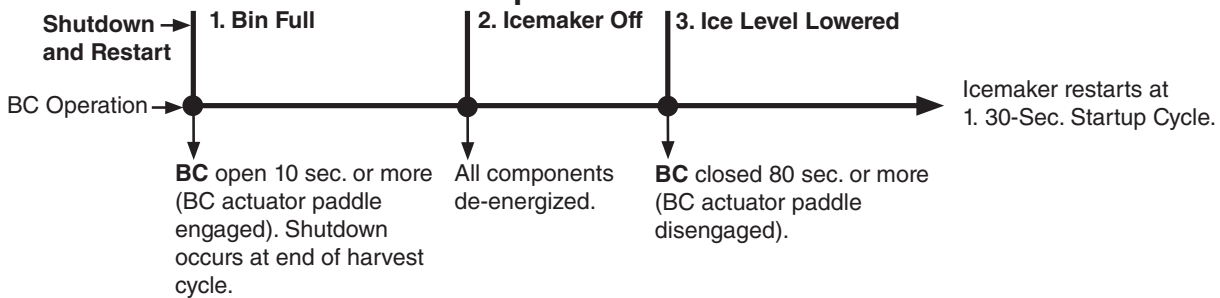 Shutdown
and Restart
1. Bin Full
2. Icemaker Off
3. Ice Level Lowered
BC Operation
Icemaker restarts at
1. 30-Sec. Startup Cycle.
BC open 10 sec. or more
(BC actuator paddle
engaged). Shutdown
occurs at end of harvest
cycle.
All components
de-energized.
BC closed 80 sec. or more
(BC actuator paddle
disengaged).